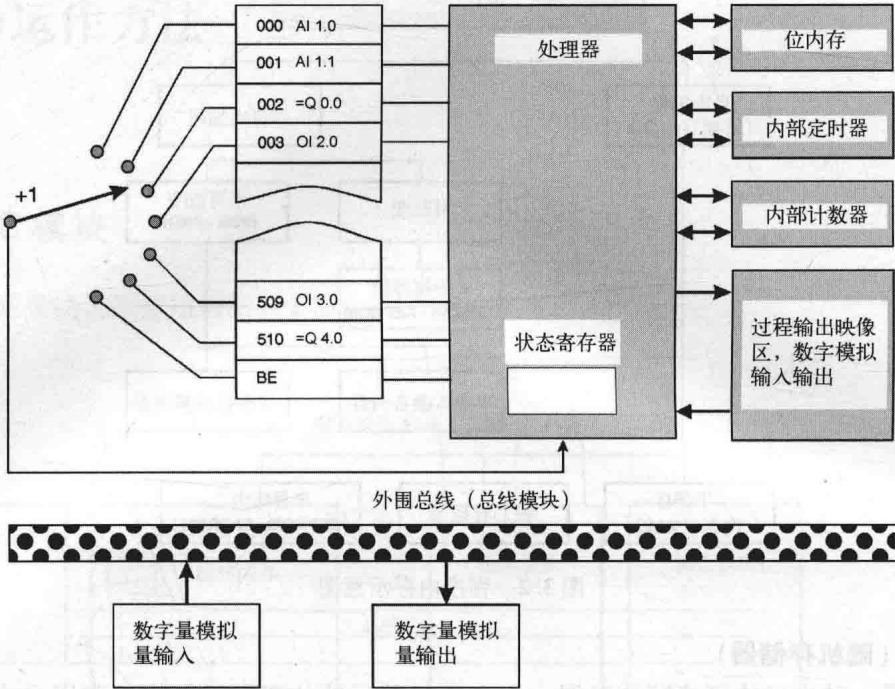 000 AI 1.0
001 AI 1.1
002 =Q 0.0
003 OI 2.0
509 OI 3.0
510 =Q 4.0
BE
+1
处理器
状态寄存器
位内存
内部定时器
内部计数器
过程输出映像
区，数字模拟
输入输出
外围总线（总线模块）
数字量模拟
量输入
数字量模拟
量输出